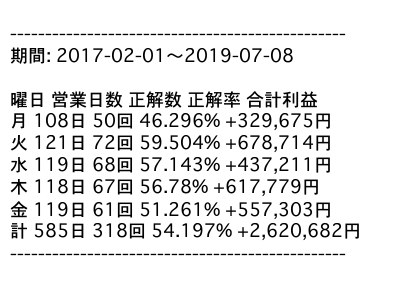 ------------------------------------------------
期間: 2017-02-01〜2019-07-08
曜日 営業日数 正解数 正解率 合計利益
月 108日 50回 46.296% +329,675円
火 121日 72回 59.504% +678,714円
水 119日 68回 57.143% +437,211円
木 118日 67回 56.78% +617,779円
金 119日 61回 51.261% +557,303円
計 585日 318回 54.197% +2,620,682円
------------------------------------------------